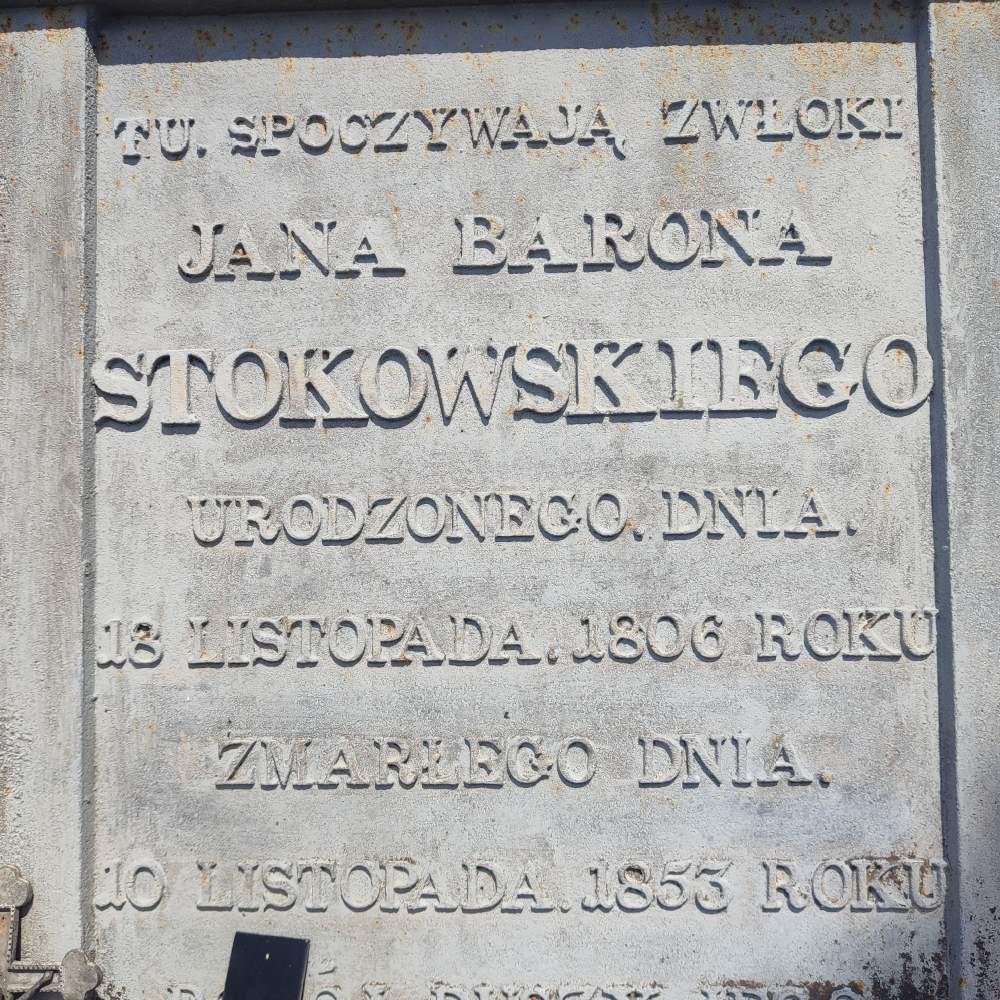 TU. SPOCZYWAJĄ ZWŁOKI
JANA BARONA
STOKOWSKIEGO
URODZONEGO. DNIA.
18 LISTOPADA. 1806 ROKU
ZMARŁEGO DNIA.
10 LISTOPADA. 1853 ROKU